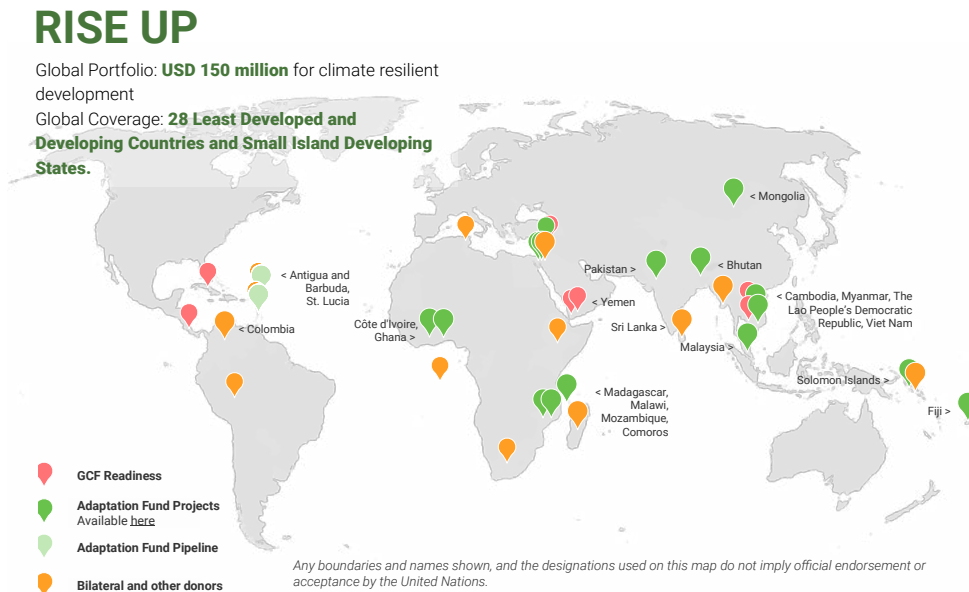 RISE UP
Global Portfolio: USD 150 million for climate resilient
development
Global Coverage: 28 Least Developed and
Developing Countries and Small Island Developing
States.
< Mongolia
Pakistan >
< Bhutan
< Antigua and
Barbuda,
St. Lucia
< Yemen
< Cambodia, Myanmar, The
Lao People's Democratic
Republic, Viet Nam
< Colombia
Côte d'Ivoire,
Ghana >
Sri Lanka >
Malaysia >
Solomon Islands >
< Madagascar,
Malawi,
Mozambique,
Comoros
Fiji >
GCF Readiness
Adaptation Fund Projects
Available here
Adaptation Fund Pipeline
Bilateral and other donors
Any boundaries and names shown, and the designations used on this map do not imply official endorsement or
acceptance by the United Nations.